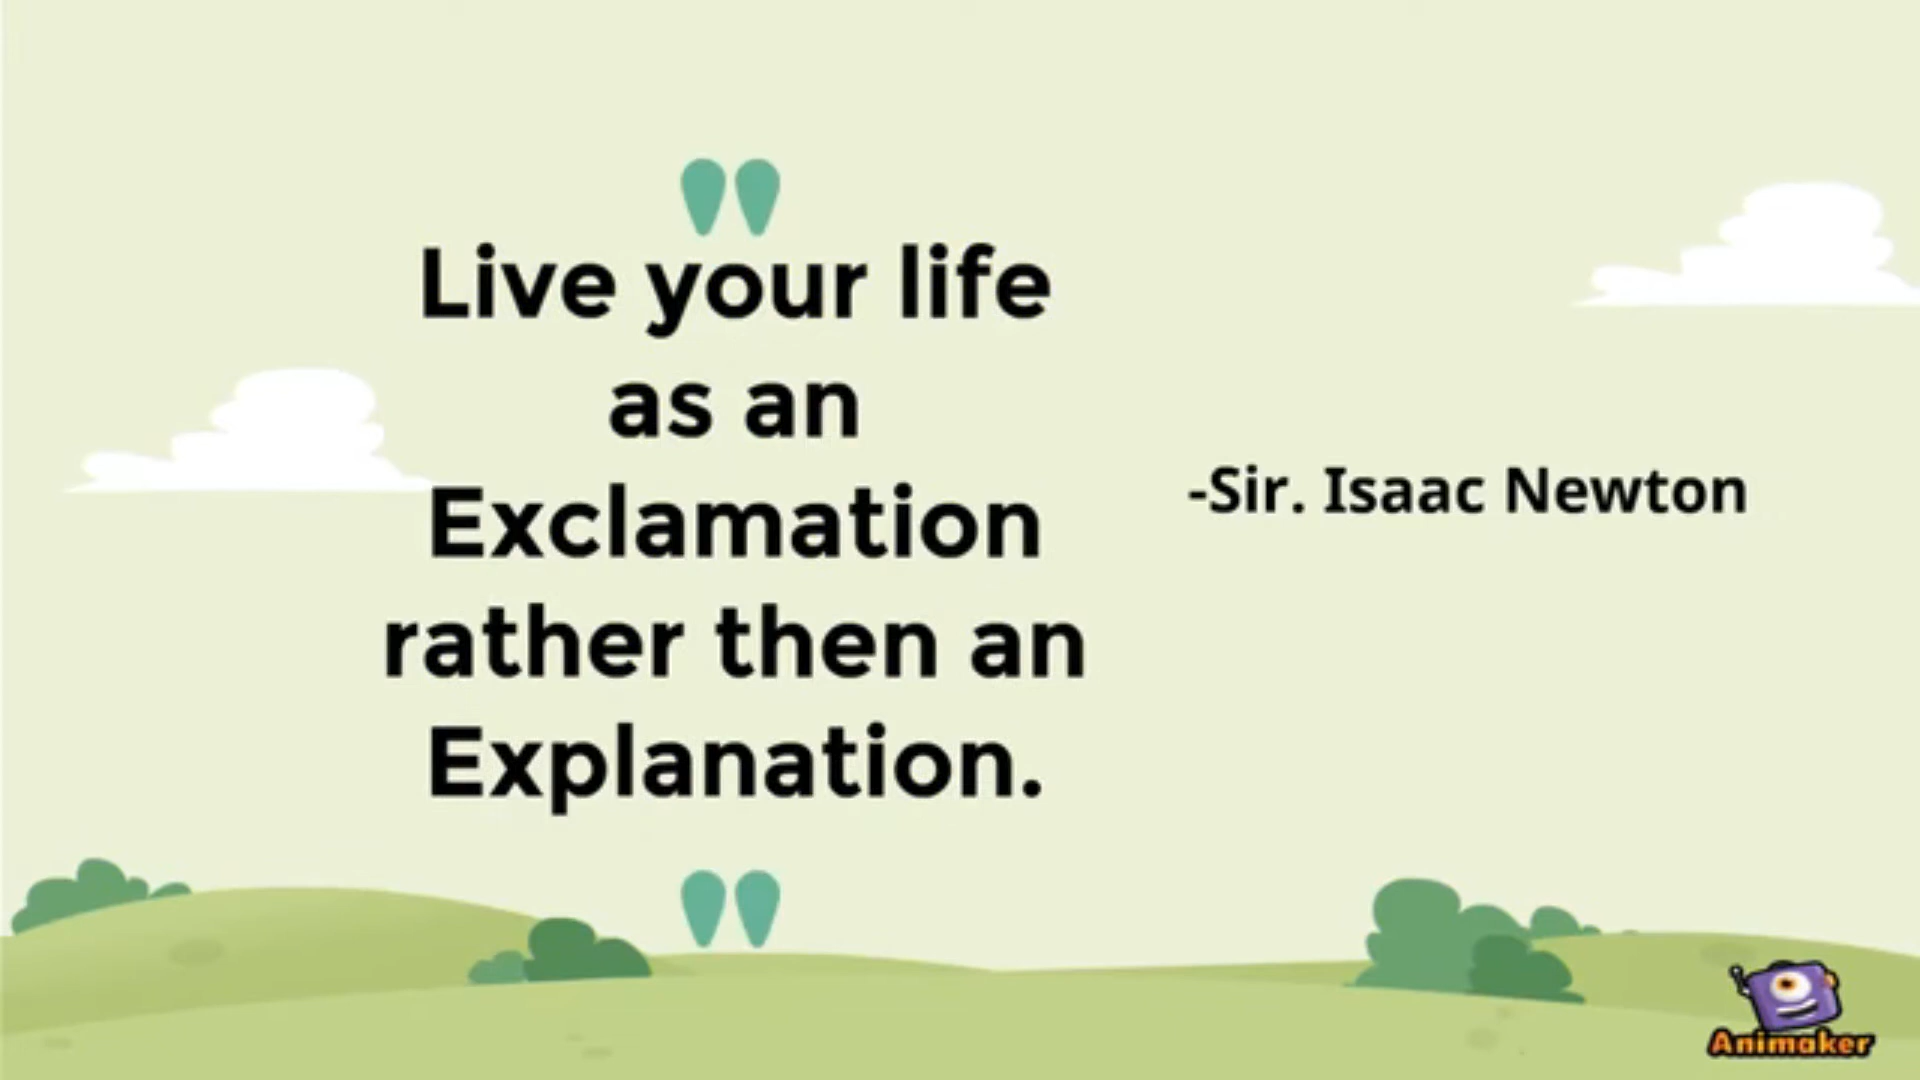 "
Live your life
as an
Exclamation
rather then an
Explanation.
"
-Sir. Isaac Newton
Animaker